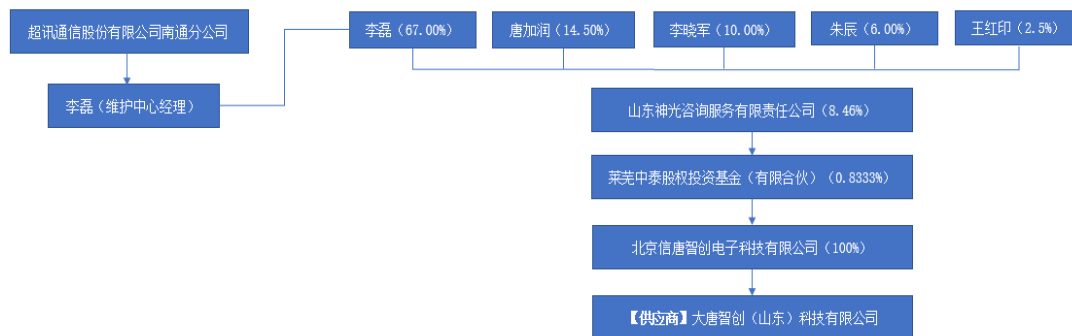 超讯通信股份有限公司南通分公司
李磊（67.00%）
唐加润（14.50%）
李晓军（10.00%）
朱辰（6.00%）
王红印（2.5%）
李磊（维护中心经理）
山东神光咨询服务有限责任公司（8.46%）
莱芜中泰股权投资基金（有限合伙）（0.8333%）
北京信唐智创电子科技有限公司（100%）
【供应商】大唐智创（山东）科技有限公司